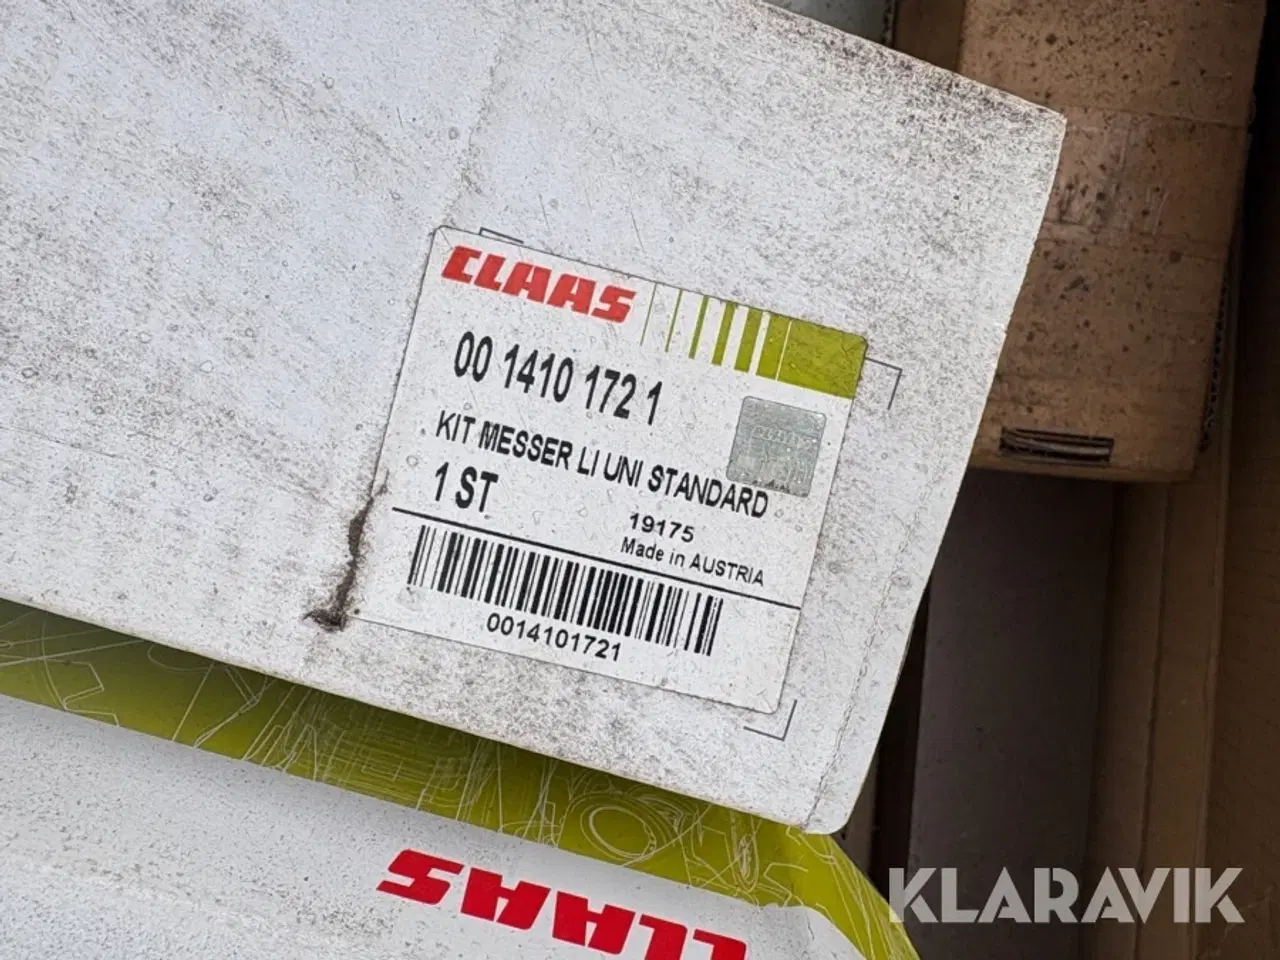 CLAAS
00 1410 172 1
KIT MESSER LI UNI STANDARD
1 ST
19175
Made in AUSTRIA
0014101721
CLAAS
KLARAVIK